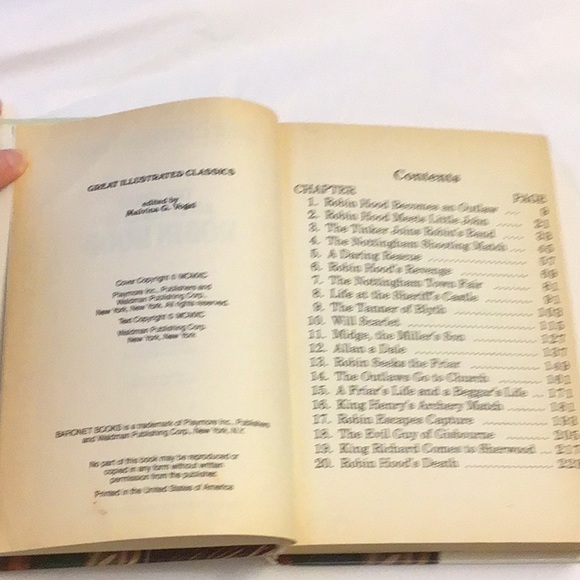 GREAT ILLUSTRATED CLASSICS
edited by
Malvina G. Vogel
Cover Copyright © MCMXC
Playmore Inc., Publishers and
Waldman Publishing Corp.,
New York, New York. All rights reserved.
Text Copyright © MCMXC
Waldman Publishing Corp.
New York, New York
BARONET BOOKS is a trademark of Playmore Inc., Publishers
and Waldman Publishing Corp., New York, N.Y.
No part of this book may be reproduced or
copied in any form without written
permission from the publisher.
Printed in the United States of America
Contents
CHAPTER PAGE
1. Robin Hood Becomes an Outlaw
2. Robin Hood Meets Little John 21
3. The Tinker Joins Robin's Band
4. The Nottingham Shooting Match
5. A Daring Rescue
6. Robin Hood's Revenge
7. The Nottingham Town Fair
8. Life at the Sheriff's Castle
9. The Tanner of Blyth
10. Will Scarlet
11. Midge, the Miller's Son 127
12. Allan a Dale
13. Robin Seeks the Friar 149
14. The Outlaws Go to Church 161
15. A Friar's Life and a Beggar's Life 171
16. King Henry's Archery Match
17. Robin Escapes Capture
18. The Evil Guy of Gisbourne
19. King Richard Comes to Sherwood 217
20. Robin Hood's Death